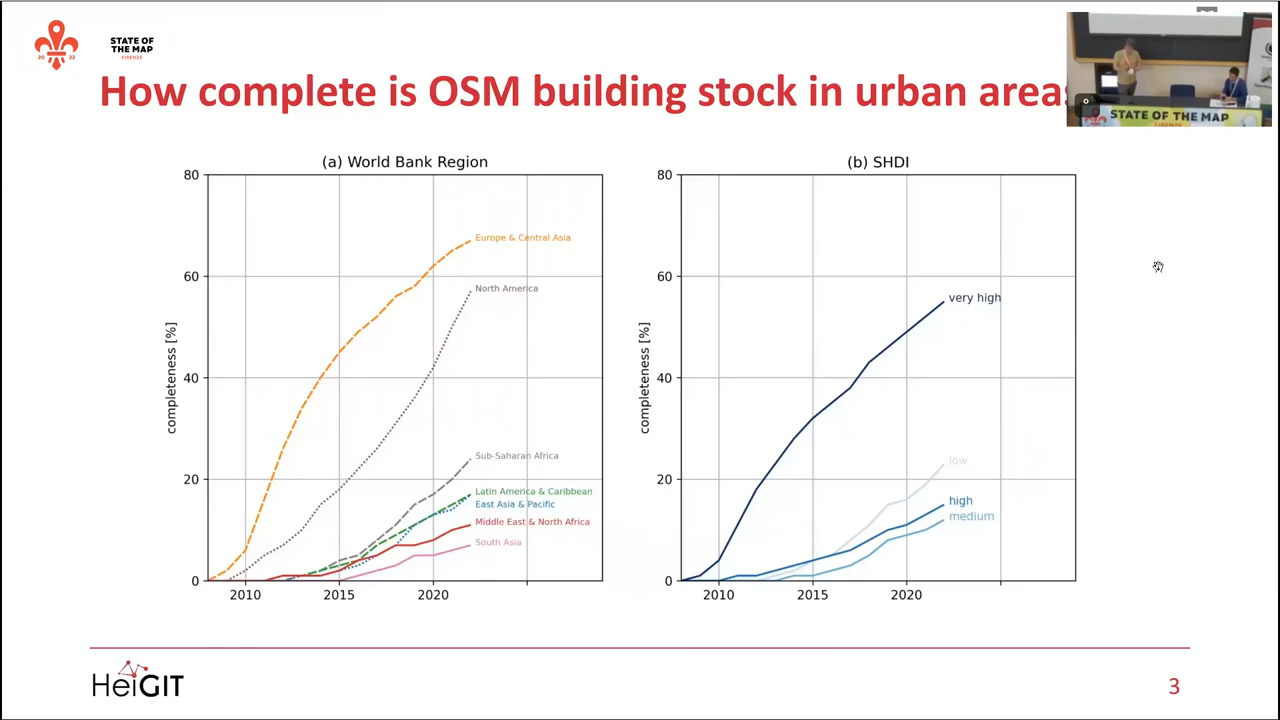 2022
STATE OF
THE MAP
FIRENZE
How complete is OSM building stock in urban areas
STATE OF THE MAP
FIRENZE
(a) World Bank Region
80
60
40
20
0
completeness [%]
Europe & Central Asia
North America
Sub-Saharan Africa
Latin America & Caribbean
East Asia & Pacific
Middle East & North Africa
South Asia
2010
2015
2020
(b) SHDI
80
60
40
20
0
completeness [%]
very high
low
high
medium
2010
2015
2020
HeiGIT
3